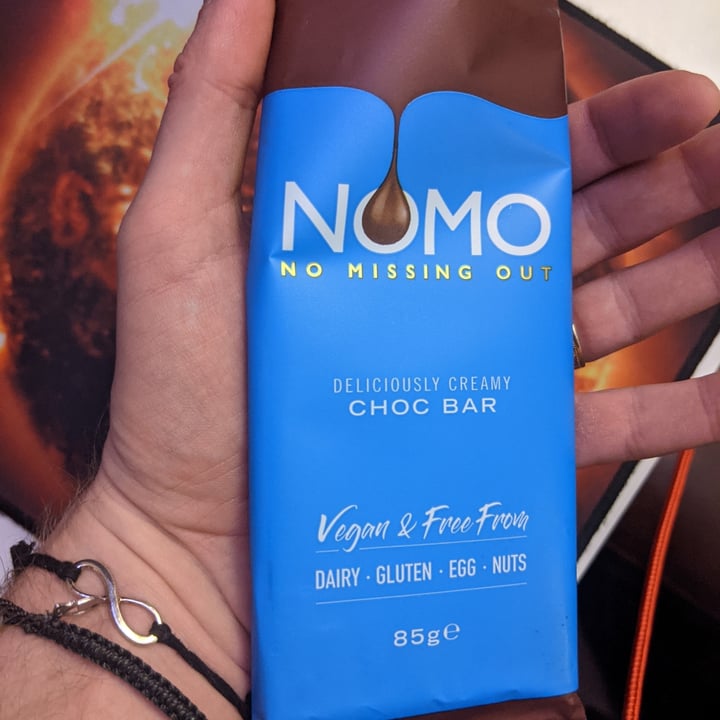 NOMO
NO MISSING OUT
DELICIOUSLY CREAMY
CHOC BAR
Vegan & Free From
DAIRY · GLUTEN · EGG · NUTS
85g℮